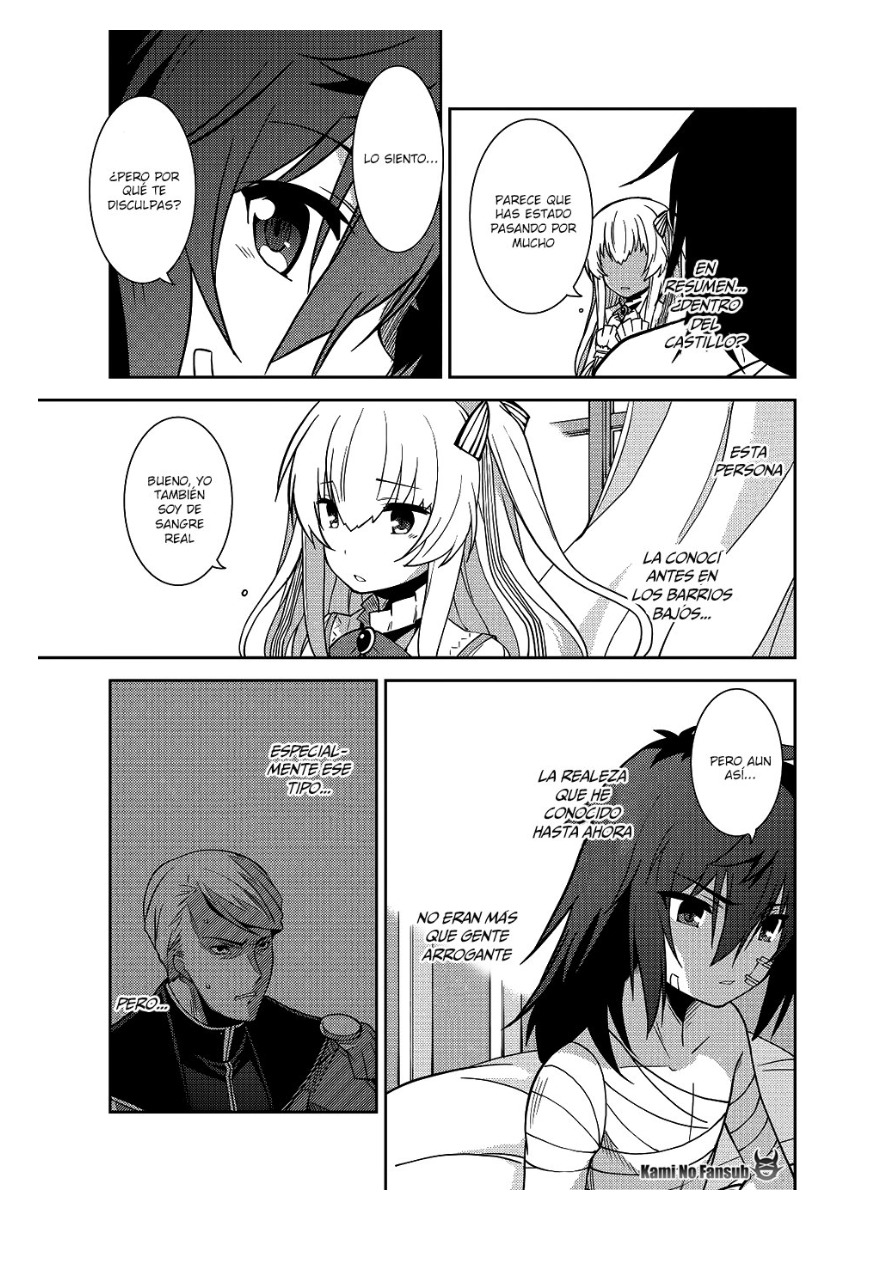 PARECE QUE
HAS ESTADO
PASANDO POR
MUCHO
EN
RESUMEN...
¿DENTRO
DEL
CASTILLO?
LO SIENTO...
¿PERO POR
QUÉ TE
DISCULPAS?
ESTA
PERSONA
LA CONOCÍ
ANTES EN
LOS BARRIOS
BAJOS...
BUENO, YO
TAMBIÉN
SOY DE
SANGRE
REAL
PERO AUN
ASÍ...
LA REALEZA
QUE HE
CONOCIDO
HASTA AHORA
NO ERAN MÁS
QUE GENTE
ARROGANTE
ESPECIAL-
MENTE ESE
TIPO...
PERO...
Kami No Fansub